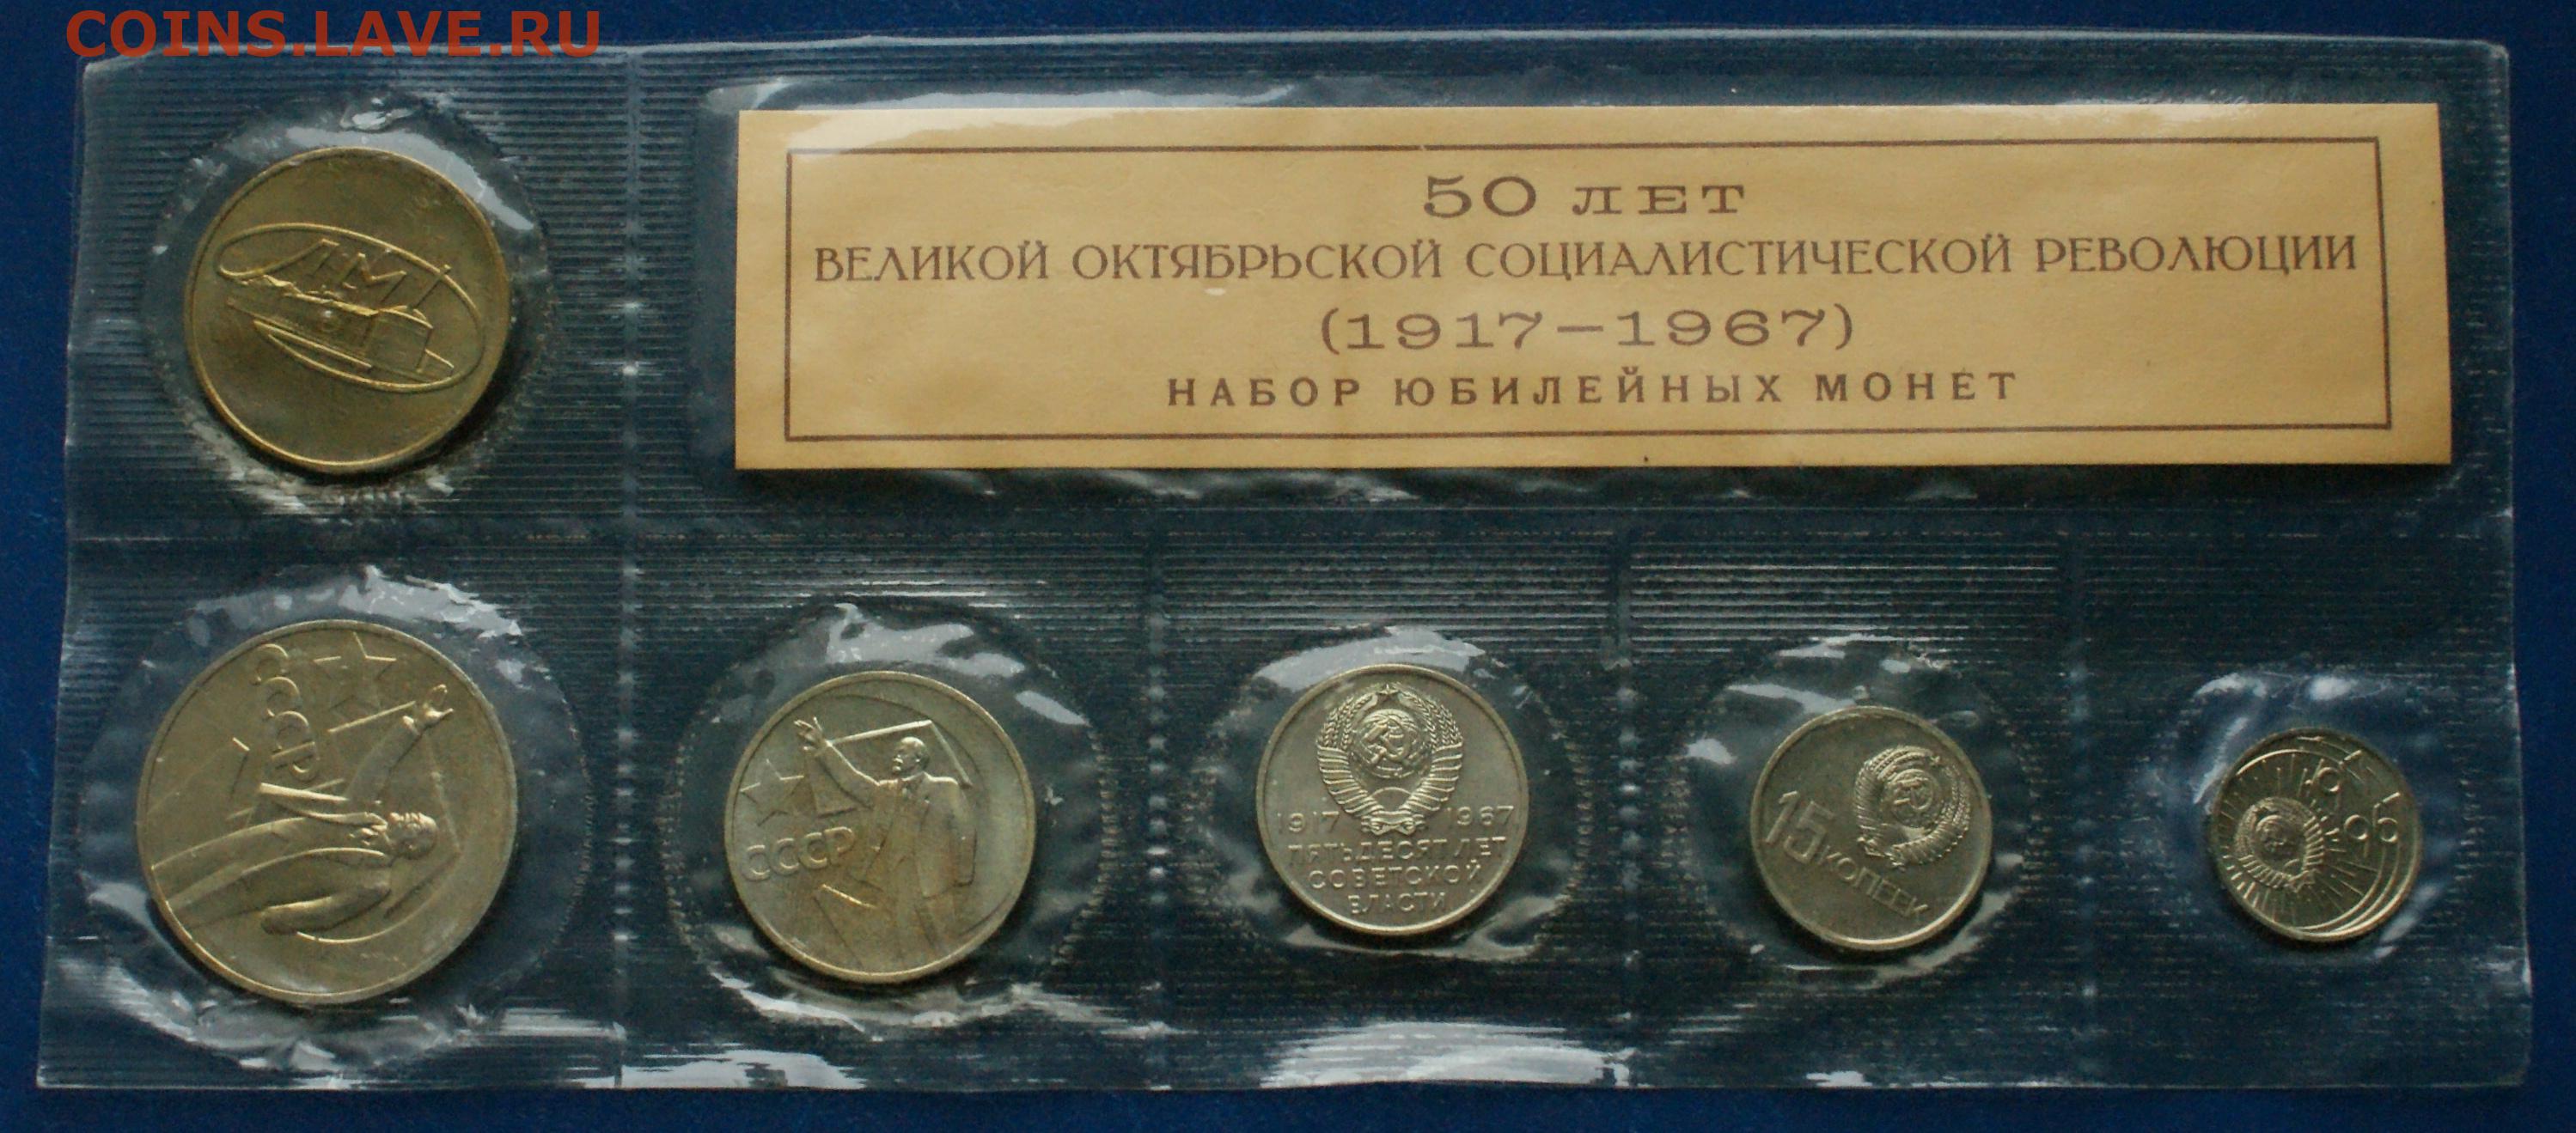 COINS.LAVE.RU
50 ЛЕТ
ВЕЛИКОЙ ОКТЯБРЬСКОЙ СОЦИАЛИСТИЧЕСКОЙ РЕВОЛЮЦИИ
(1917—1967)
НАБОР ЮБИЛЕЙНЫХ МОНЕТ
ЛМД
СССР
СССР
1917 1967
ПЯТЬДЕСЯТ ЛЕТ
СОВЕТСКОЙ
ВЛАСТИ
15 КОПЕЕК